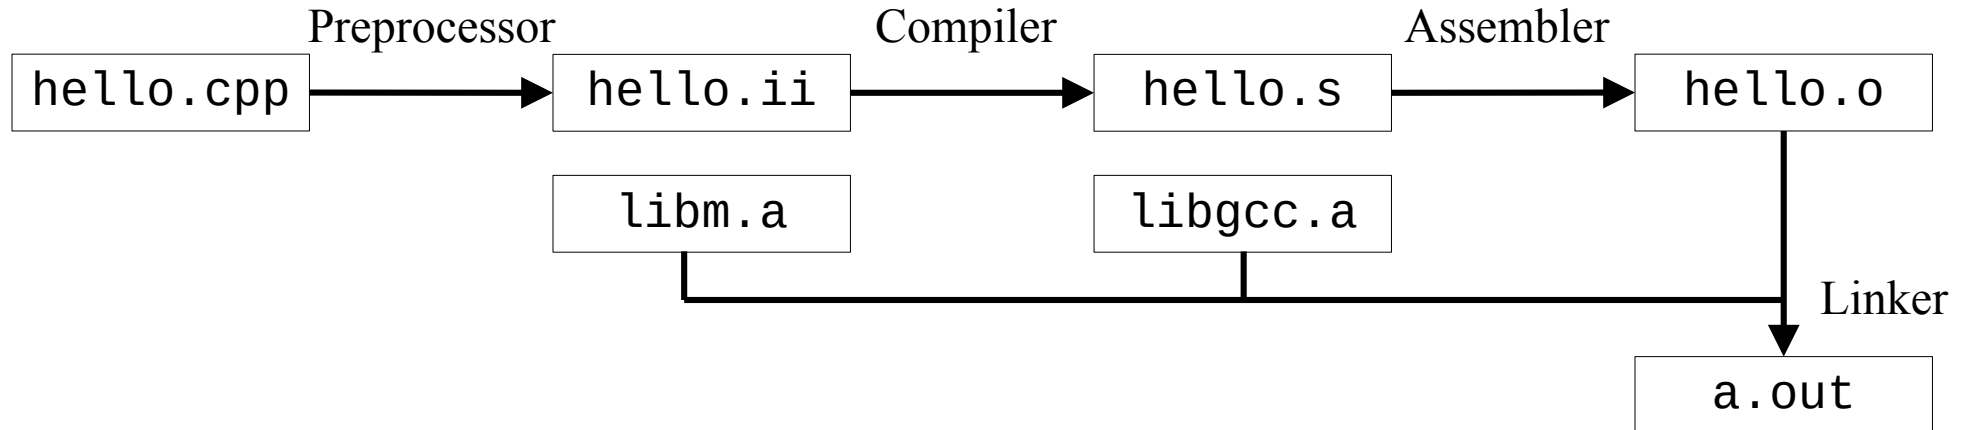 Preprocessor Compiler Assembler
hello.cpp hello.ii hello.s hello.o
libm.a libgcc.a
Linker
a.out